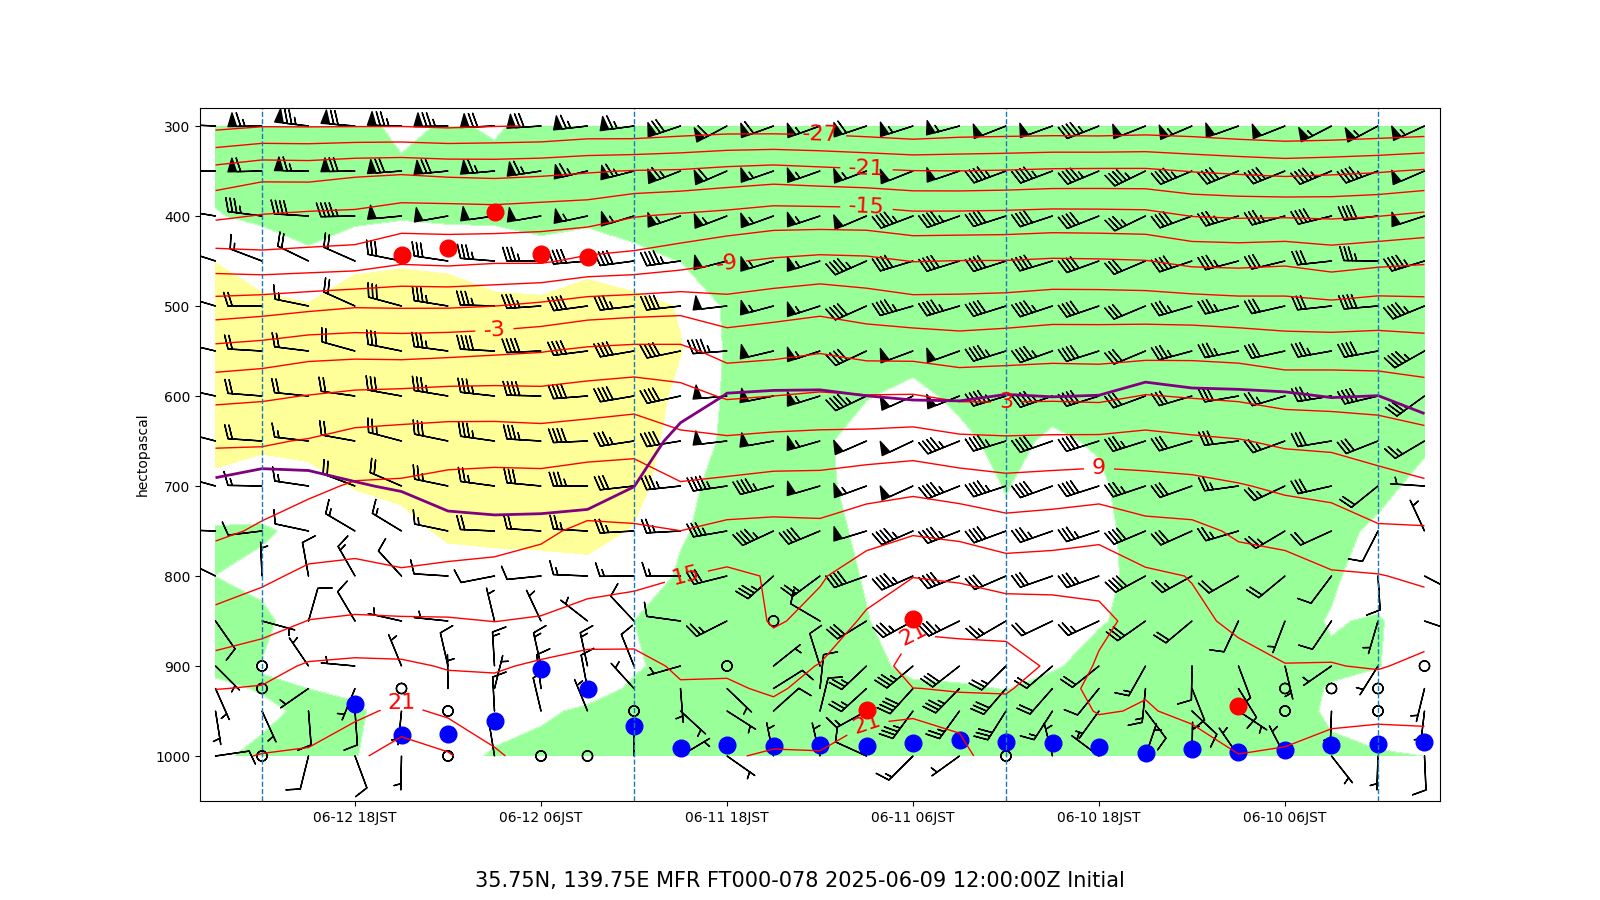 300
400
500
600
700
800
900
1000
hectopascal
-27
-21
-15
-9
-3
3
9
15
21
21
21
06-12 18JST
06-12 06JST
06-11 18JST
06-11 06JST
06-10 18JST
06-10 06JST
35.75N, 139.75E MFR FT000-078 2025-06-09 12:00:00Z Initial